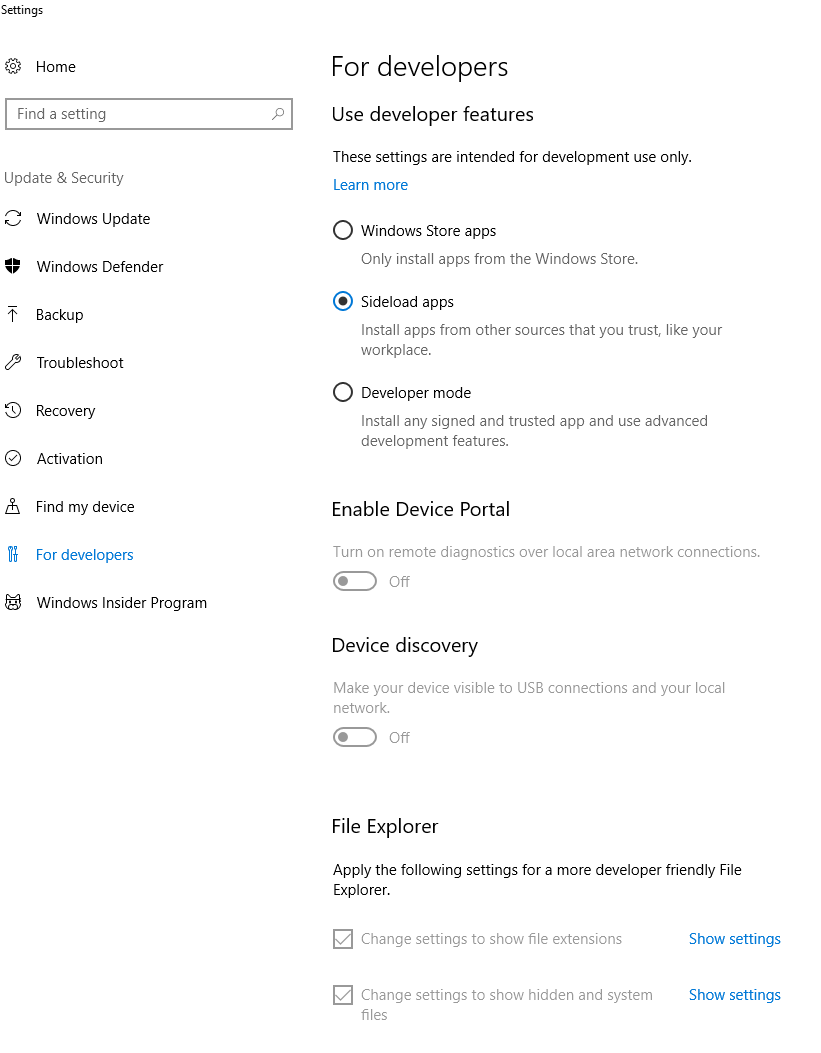 Settings
Home
Find a setting
Update & Security
Windows Update
Windows Defender
Backup
Troubleshoot
Recovery
Activation
Find my device
For developers
Windows Insider Program
For developers
Use developer features
These settings are intended for development use only.
Learn more
Windows Store apps
Only install apps from the Windows Store.
Sideload apps
Install apps from other sources that you trust, like your
workplace.
Developer mode
Install any signed and trusted app and use advanced
development features.
Enable Device Portal
Turn on remote diagnostics over local area network connections.
Off
Device discovery
Make your device visible to USB connections and your local
network.
Off
File Explorer
Apply the following settings for a more developer friendly File
Explorer.
Change settings to show file extensions Show settings
Change settings to show hidden and system Show settings
files